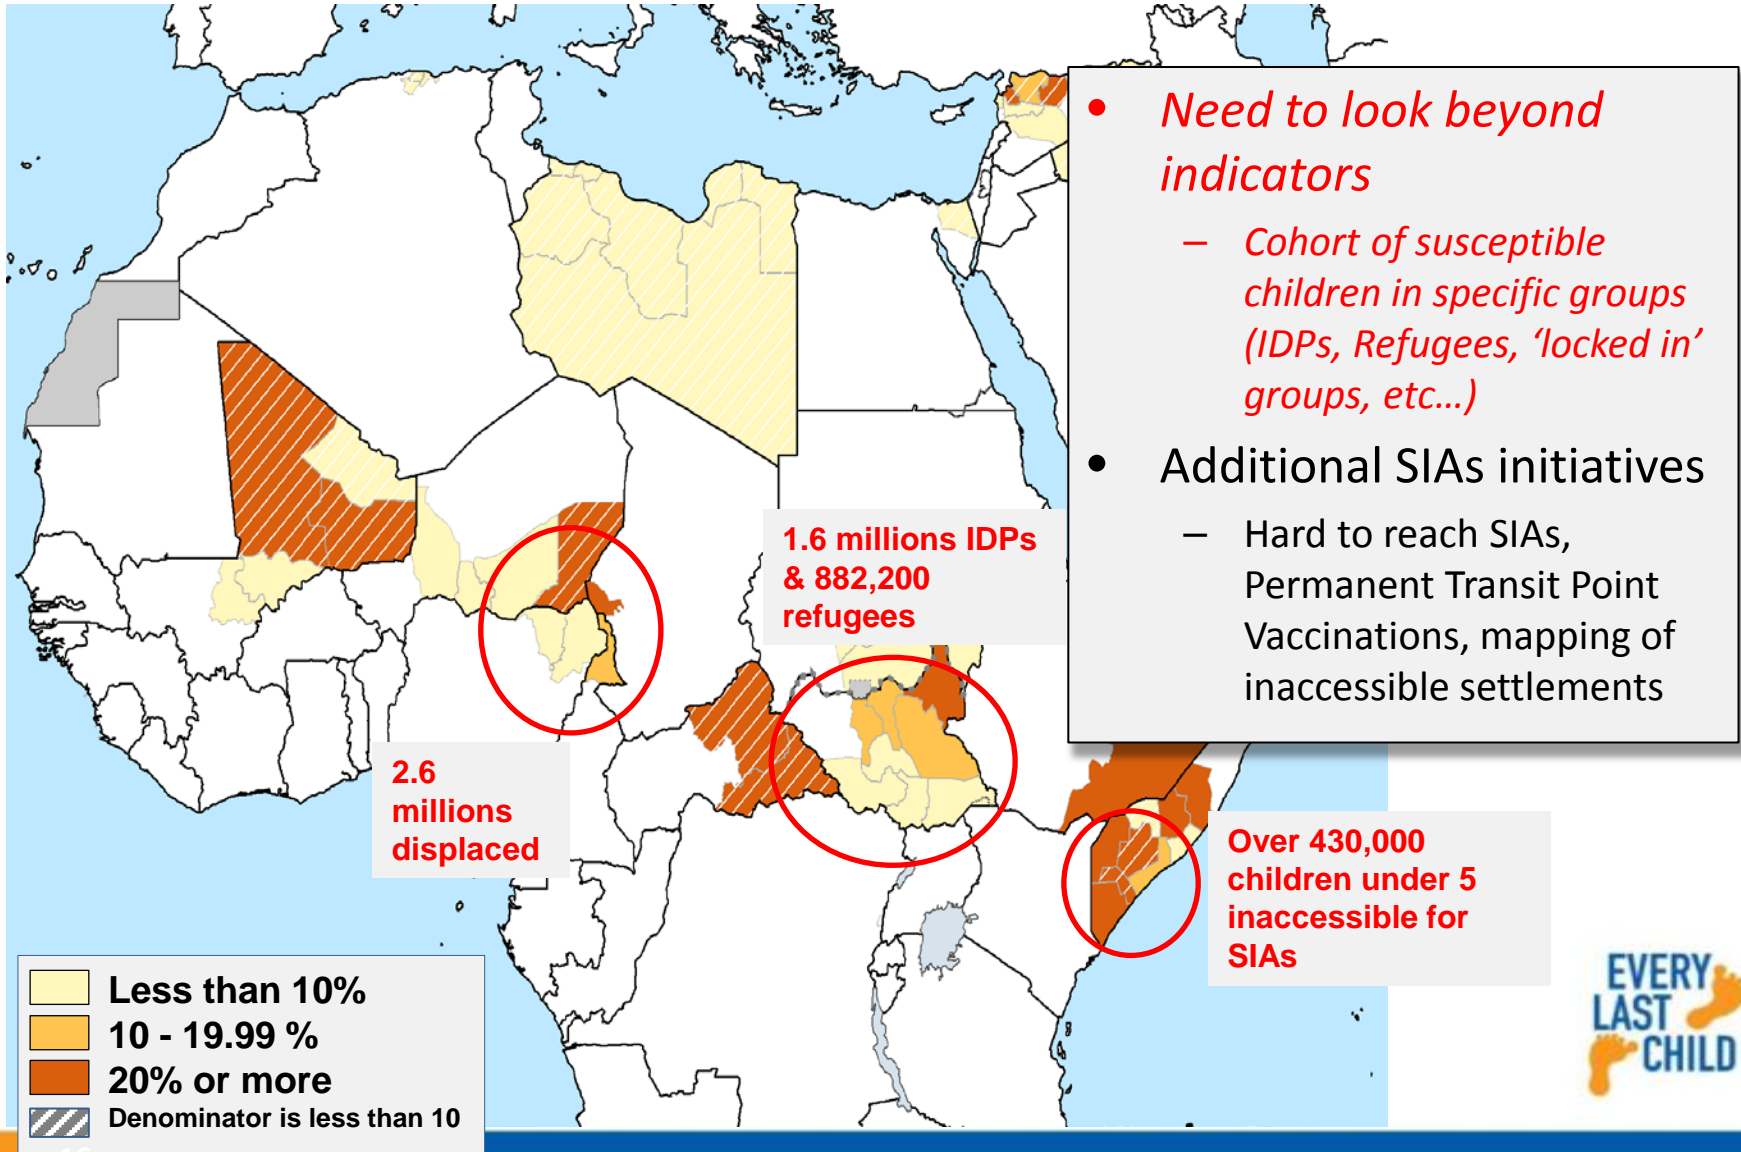 • Need to look beyond
indicators
– Cohort of susceptible
children in specific groups
(IDPs, Refugees, ‘locked in’
groups, etc…)
• Additional SIAs initiatives
– Hard to reach SIAs,
Permanent Transit Point
Vaccinations, mapping of
inaccessible settlements
1.6 millions IDPs
& 882,200
refugees
2.6
millions
displaced
Over 430,000
children under 5
inaccessible for
SIAs
Less than 10%
10 - 19.99 %
20% or more
Denominator is less than 10
EVERY
LAST
CHILD